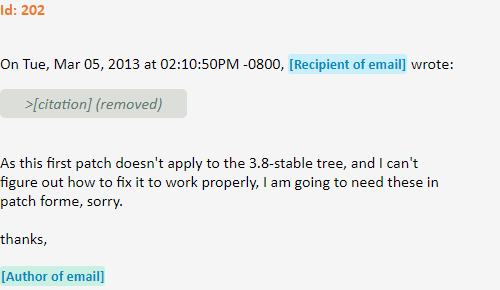 Id: 202
On Tue, Mar 05, 2013 at 02:10:50PM -0800, [Recipient of email] wrote:
>[citation] (removed)
As this first patch doesn't apply to the 3.8-stable tree, and I can't
figure out how to fix it to work properly, I am going to need these in
patch forme, sorry.
thanks,
[Author of email]